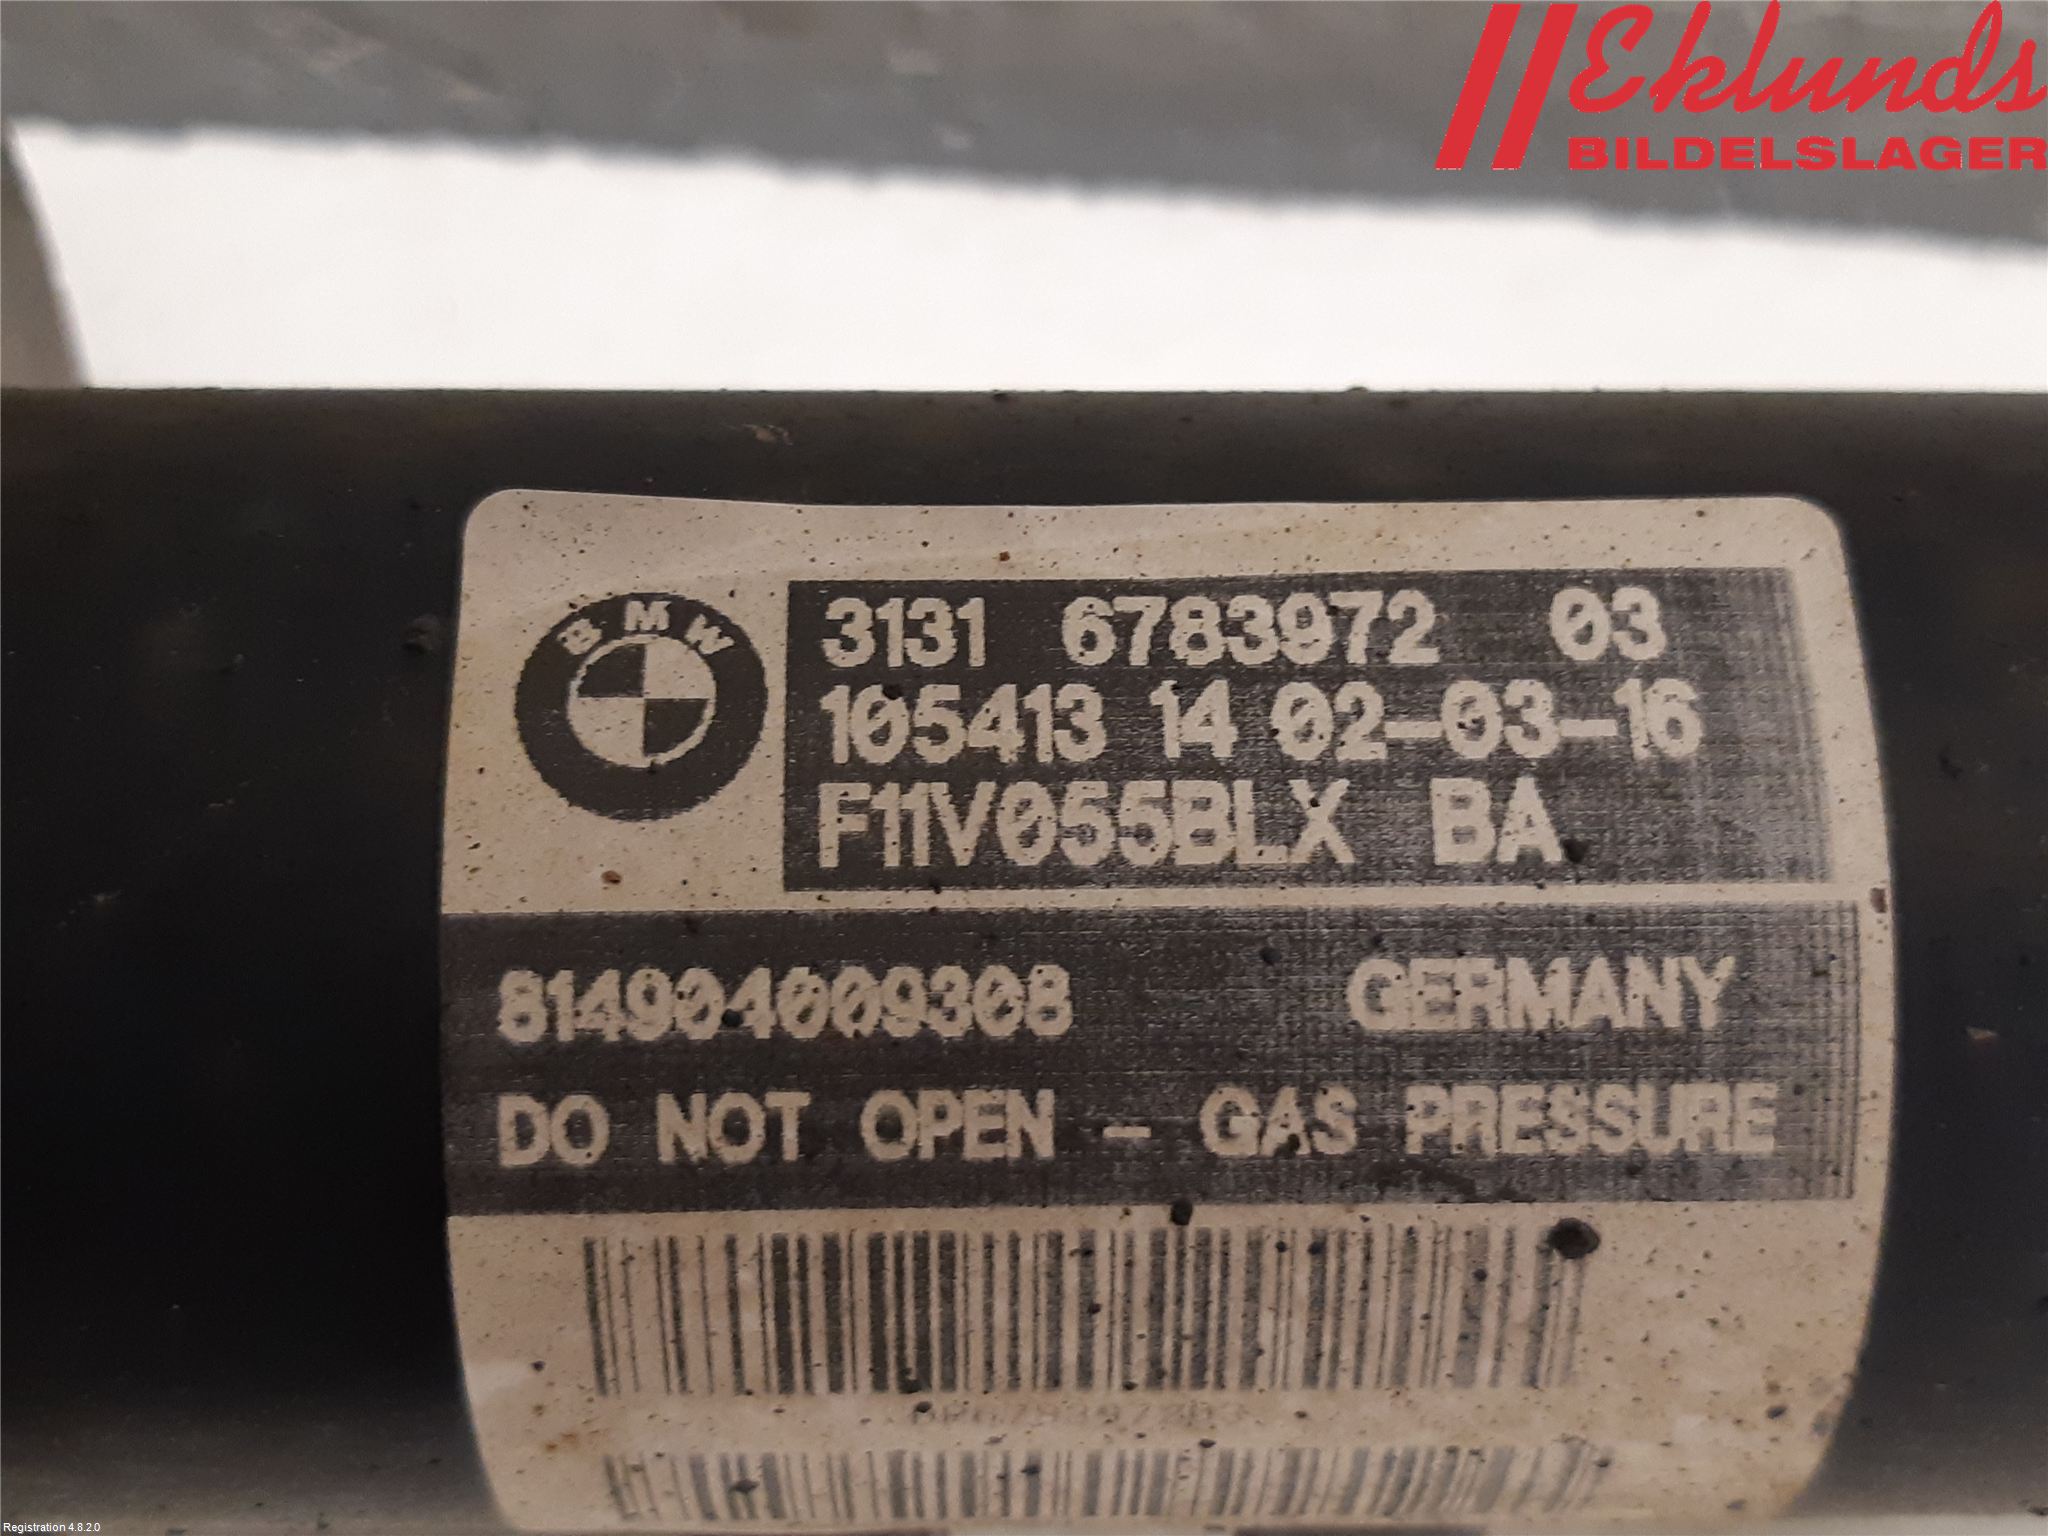 Eklunds
BILDELSLAGER
BMW
3131 6783972 03
105413 14 02-03-16
F11V055BLX BA
814904009308 GERMANY
DO NOT OPEN - GAS PRESSURE
Registration 4.8.2.0